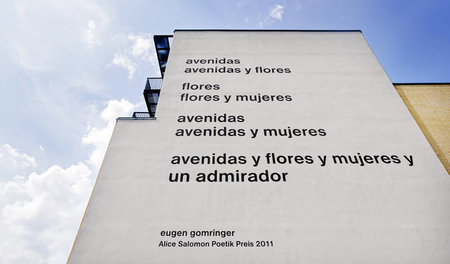 avenidas
avenidas y flores
flores
flores y mujeres
avenidas
avenidas y mujeres
avenidas y flores y mujeres y
un admirador
eugen gomringer
Alice Salomon Poetik Preis 2011